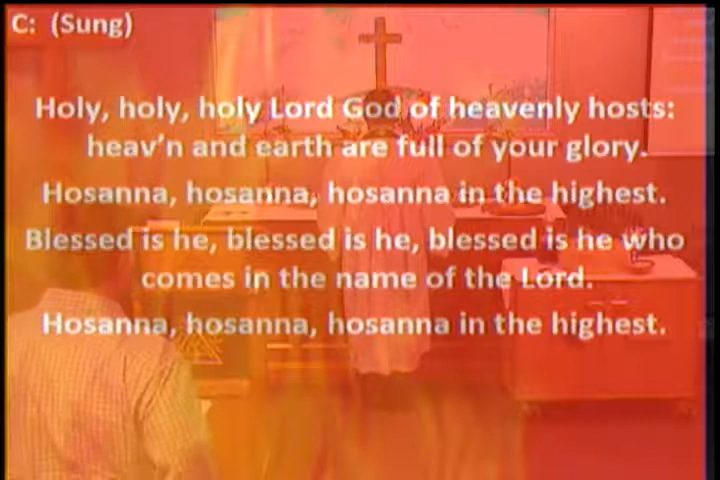 C: (Sung)
Holy, holy, holy Lord God of heavenly hosts:
heav’n and earth are full of your glory.
Hosanna, hosanna, hosanna in the highest.
Blessed is he, blessed is he, blessed is he who
comes in the name of the Lord.
Hosanna, hosanna, hosanna in the highest.